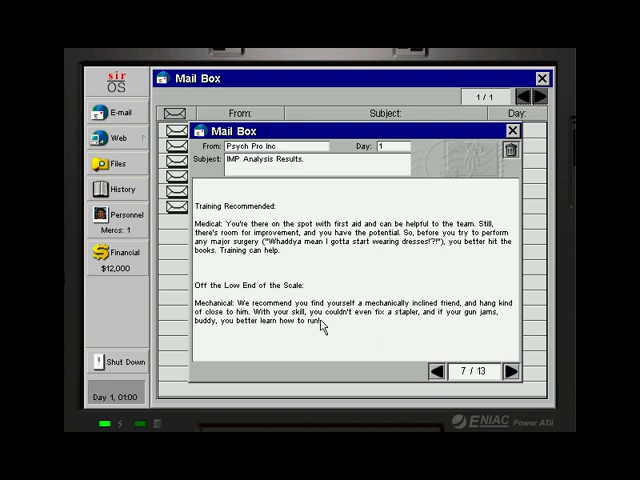 sir
OS
Mail Box
1 / 1
E-mail
From:
Subject:
Day:
Mail Box
From: Psych Pro Inc
Day: 1
Subject: IMP Analysis Results.
Web
Files
History
Personnel
Mercs: 1
Financial
$12,000
Training Recommended:
Medical: You're there on the spot with first aid and can be helpful to the team. Still,
there's room for improvement, and you have the potential. So, before you try to perform
any major surgery ("Whaddya mean I gotta start wearing dresses!?!"), you better hit the
books. Training can help.
Off the Low End of the Scale:
Mechanical: We recommend you find yourself a mechanically inclined friend, and hang kind
of close to him. With your skill, you couldn't even fix a stapler, and if your gun jams,
buddy, you better learn how to run!
Shut Down
7 / 13
Day 1, 01:00
ENIAC Power ATii